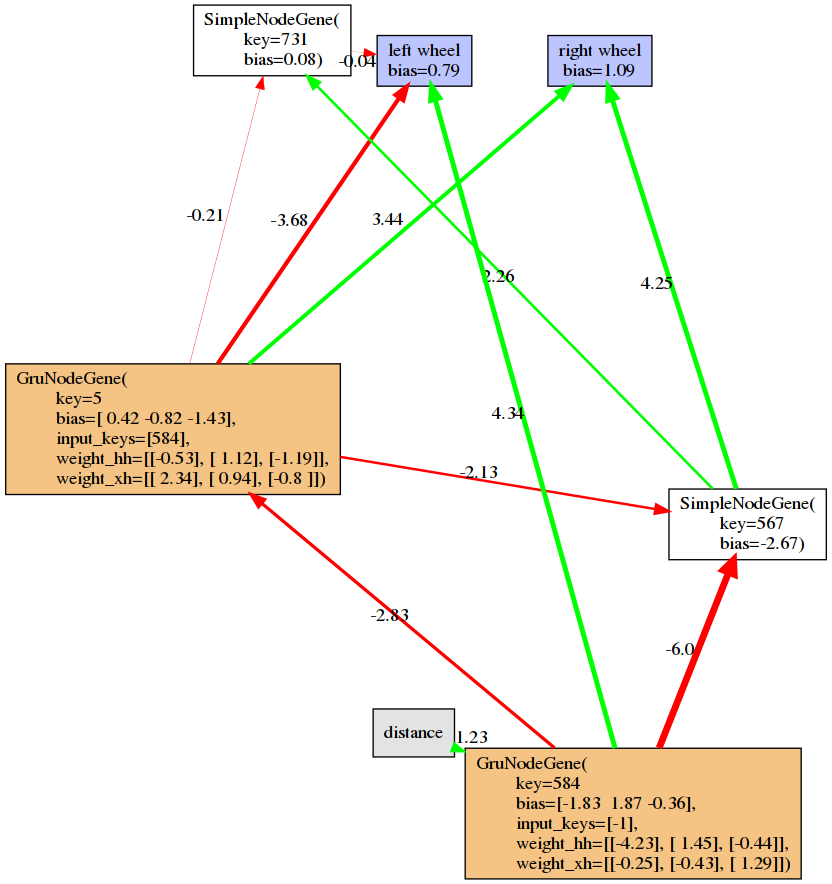 SimpleNodeGene(
key=731
bias=0.08)
-0.04
left wheel
bias=0.79
right wheel
bias=1.09
-0.21
-3.68
3.44
2.26
4.25
GruNodeGene(
key=5
bias=[ 0.42 -0.82 -1.43],
input_keys=[584],
weight_hh=[[-0.53], [ 1.12], [-1.19]],
weight_xh=[[ 2.34], [ 0.94], [-0.8 ]])
4.34
-2.13
SimpleNodeGene(
key=567
bias=-2.67)
-2.83
-6.0
distance
1.23
GruNodeGene(
key=584
bias=[-1.83 1.87 -0.36],
input_keys=[-1],
weight_hh=[[-4.23], [ 1.45], [-0.44]],
weight_xh=[[-0.25], [-0.43], [ 1.29]])